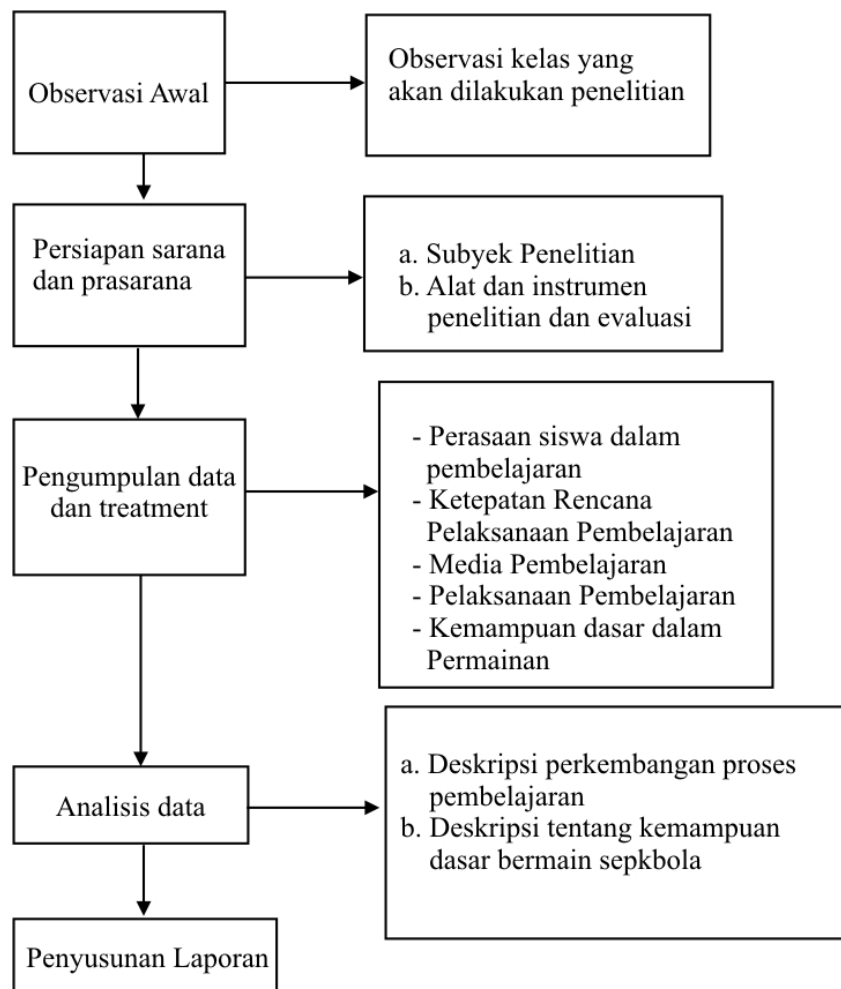 Observasi Awal
Observasi kelas yang
akan dilakukan penelitian
Persiapan sarana
dan prasarana
a. Subyek Penelitian
b. Alat dan instrumen
penelitian dan evaluasi
Pengumpulan data
dan treatment
- Perasaan siswa dalam
pembelajaran
- Ketepatan Rencana
Pelaksanaan Pembelajaran
- Media Pembelajaran
- Pelaksanaan Pembelajaran
- Kemampuan dasar dalam
Permainan
Analisis data
a. Deskripsi perkembangan proses
pembelajaran
b. Deskripsi tentang kemampuan
dasar bermain sepkbola
Penyusunan Laporan